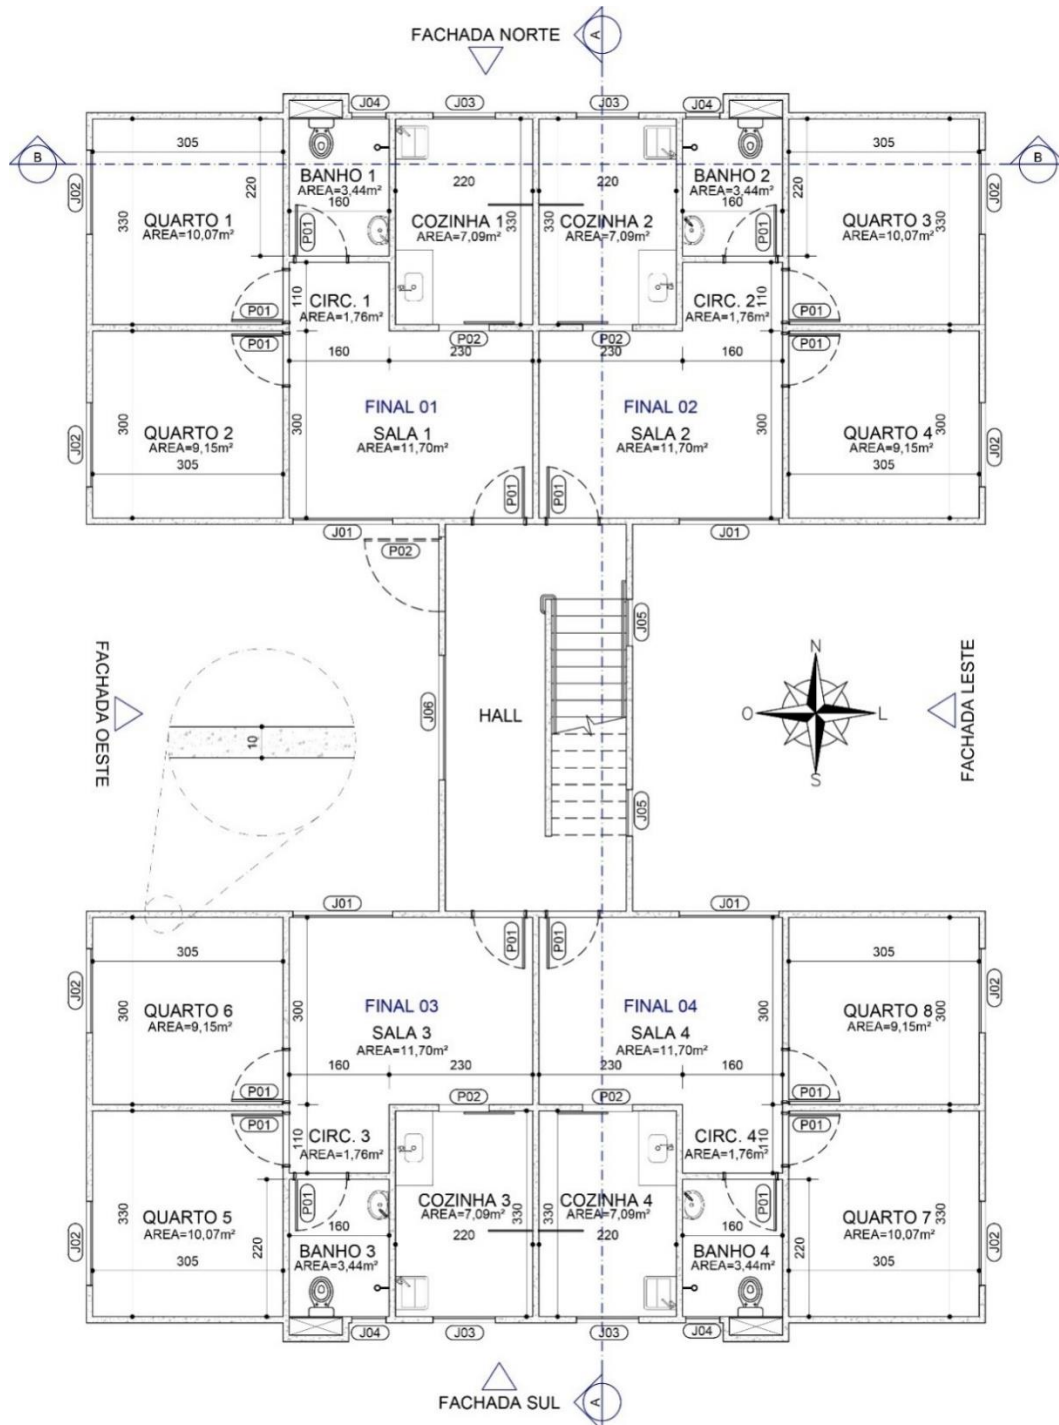 FACHADA NORTE
A
J04
J03
J03
J04
B
305
220
J02
330
QUARTO 1
AREA=10,07m²
BANHO 1
AREA=3,44m²
160
P01
220
COZINHA 1
AREA=7,09m²
330
330
220
COZINHA 2
AREA=7,09m²
BANHO 2
AREA=3,44m²
160
P01
220
305
QUARTO 3
AREA=10,07m²
330
J02
B
P01
110
CIRC. 1
AREA=1,76m²
P02
P02
CIRC. 2
AREA=1,76m²
110
P01
P01
160
230
230
160
P01
J02
300
QUARTO 2
AREA=9,15m²
305
300
FINAL 01
SALA 1
AREA=11,70m²
FINAL 02
SALA 2
AREA=11,70m²
300
QUARTO 4
AREA=9,15m²
305
300
J02
P01
P01
J01
P02
J01
J05
FACHADA OESTE
10
J06
HALL
N
O
L
S
FACHADA LESTE
J05
J01
J01
P01
P01
305
J02
300
QUARTO 6
AREA=9,15m²
300
FINAL 03
SALA 3
AREA=11,70m²
FINAL 04
SALA 4
AREA=11,70m²
300
305
QUARTO 8
AREA=9,15m²
300
J02
160
230
230
160
P01
P02
P02
P01
P01
110
CIRC. 3
AREA=1,76m²
CIRC. 4
AREA=1,76m²
110
P01
J02
330
QUARTO 5
AREA=10,07m²
305
220
P01
160
BANHO 3
AREA=3,44m²
COZINHA 3
AREA=7,09m²
220
330
330
COZINHA 4
AREA=7,09m²
220
P01
160
BANHO 4
AREA=3,44m²
220
QUARTO 7
AREA=10,07m²
305
330
J02
J04
J03
J03
J04
FACHADA SUL
A